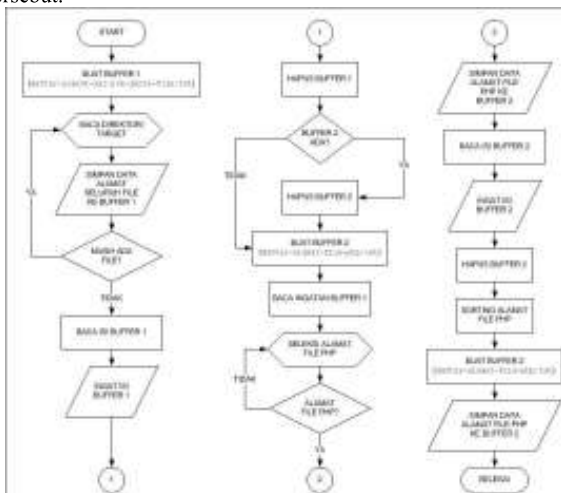 START
BUAT BUFFER 1
BACA DIREKTORI
TARGET
SIMPAN DATA
ALAMAT
SELURUH FILE
KE BUFFER 1
YA
MASIH ADA
FILE?
TIDAK
BACA ISI BUFFER 1
INGAT ISI
BUFFER 1
1
1
HAPUS BUFFER 1
BUFFER 2
ADA?
TIDAK
YA
HAPUS BUFFER 2
BUAT BUFFER 2
BACA INGATAN BUFFER 1
SELEKSI ALAMAT
FILE PHP
TIDAK
ALAMAT
FILE PHP?
YA
2
2
SIMPAN DATA
ALAMAT FILE
PHP KE
BUFFER 2
BACA ISI BUFFER 2
INGAT ISI
BUFFER 2
HAPUS BUFFER 2
SORTING ALAMAT
FILE PHP
BUAT BUFFER 2
SIMPAN DATA
ALAMAT FILE PHP
KE BUFFER 2
SELESAI